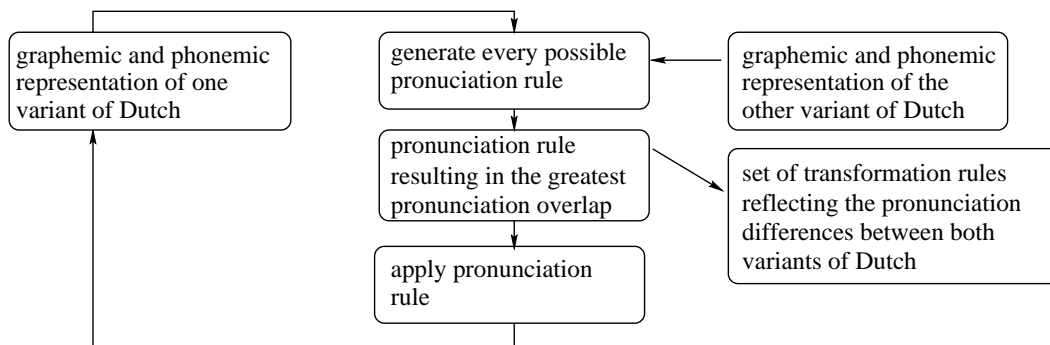 graphemic and phonemic
representation of one
variant of Dutch
generate every possible
pronuciation rule
graphemic and phonemic
representation of the
other variant of Dutch
pronunciation rule
resulting in the greatest
pronunciation overlap
set of transformation rules
reflecting the pronunciation
differences between both
variants of Dutch
apply pronunciation
rule